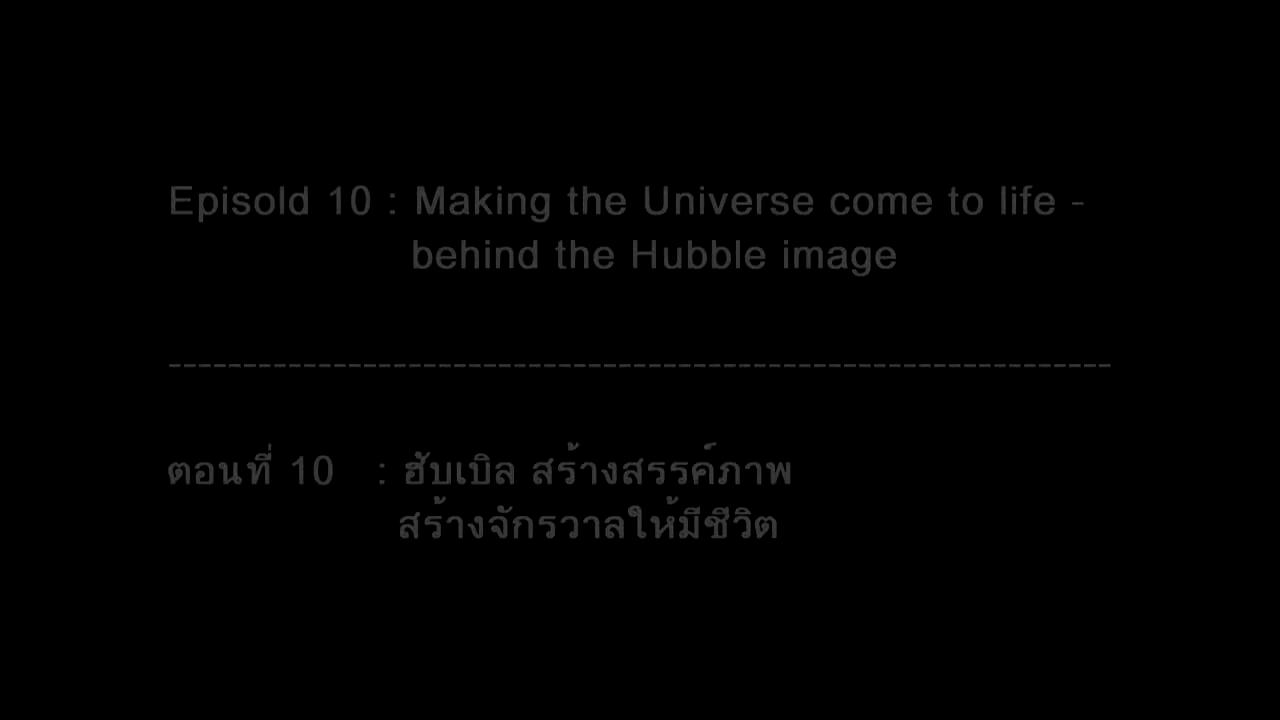 Episold 10 : Making the Universe come to life -
behind the Hubble image
---------------------------------------------------------------
ตอนที่ 10 : ฮับเบิล สร้างสรรค์ภาพ
สร้างจักรวาลให้มีชีวิต